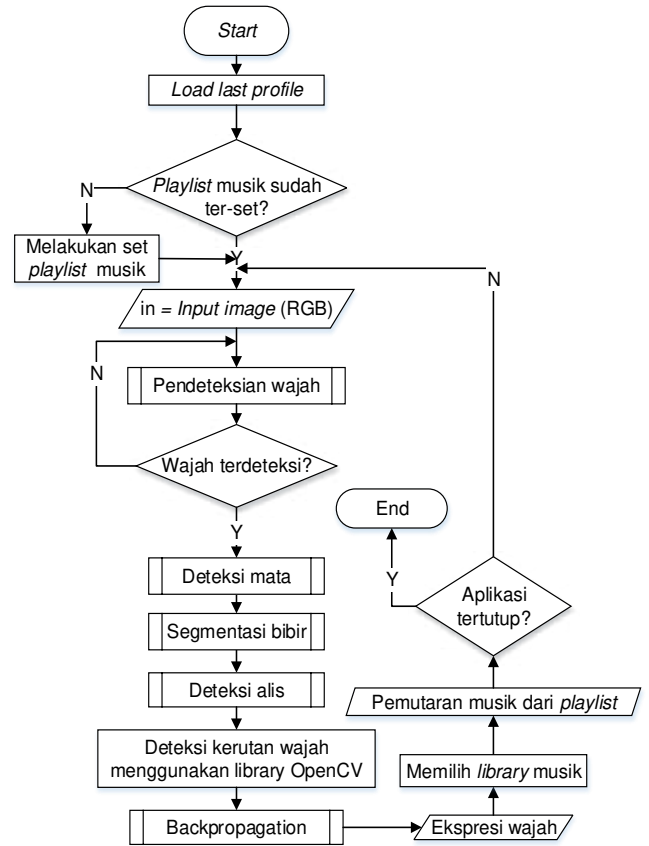 Start
Load last profile
Playlist musik sudah
ter-set?
N
Melakukan set
playlist musik
Y
in = Input image (RGB)
N
Pendeteksian wajah
Wajah terdeteksi?
Y
Deteksi mata
Segmentasi bibir
Deteksi alis
Deteksi kerutan wajah
menggunakan library OpenCV
Backpropagation
Ekspresi wajah
Memilih library musik
Pemutaran musik dari playlist
Aplikasi
tertutup?
Y
End
N